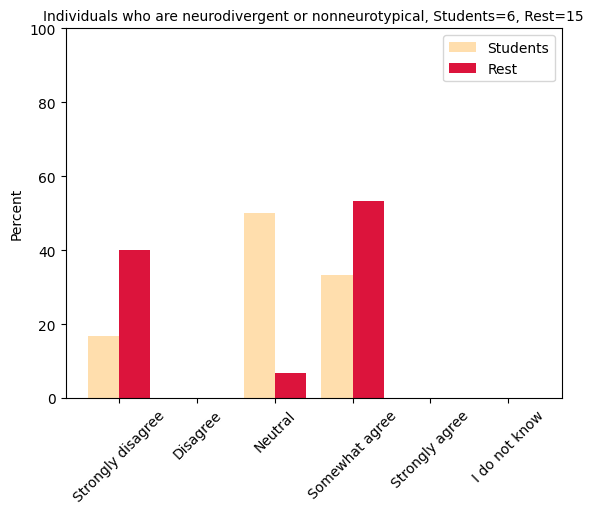 Individuals who are neurodivergent or nonneurotypical, Students=6, Rest=15
100
80
60
40
20
0
Percent
Students
Rest
Strongly disagree
Disagree
Neutral
Somewhat agree
Strongly agree
I do not know